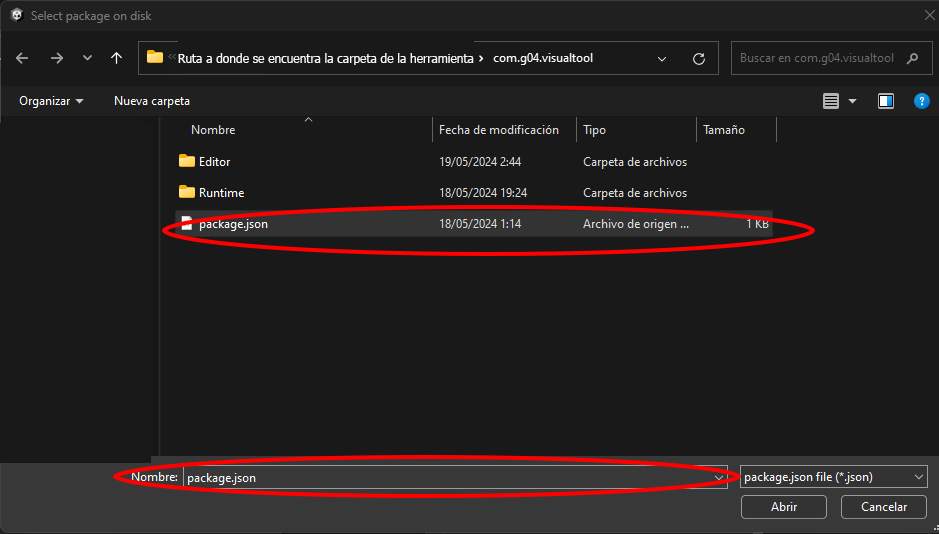 Select package on disk
Ruta a donde se encuentra la carpeta de la herramienta › com.g04.visualtool
Buscar en com.g04.visualtool
Organizar
Nueva carpeta
Nombre Fecha de modificación Tipo Tamaño
Editor 19/05/2024 2:44 Carpeta de archivos
Runtime 18/05/2024 19:24 Carpeta de archivos
package.json 18/05/2024 1:14 Archivo de origen ... 1 KB
Nombre: package.json
package.json file (*.json)
Abrir
Cancelar